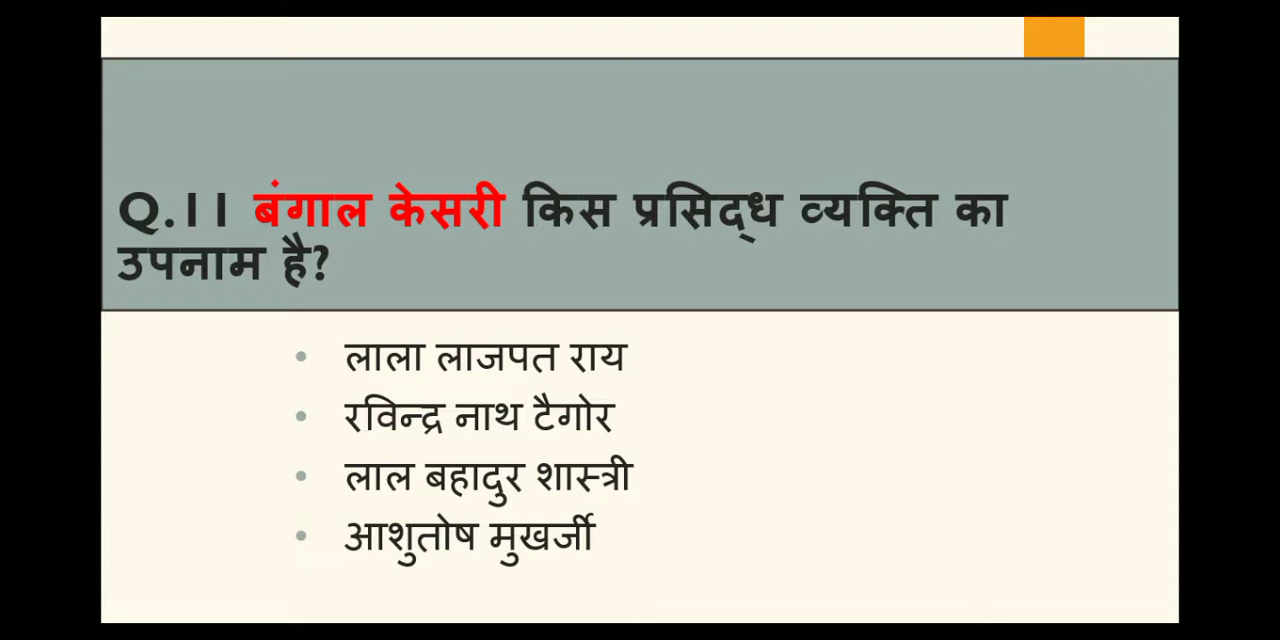 Q.11 बंगाल केसरी किस प्रसिद्ध व्यक्ति का
उपनाम है?
• लाला लाजपत राय
• रविन्द्र नाथ टैगोर
• लाल बहादुर शास्त्री
• आशुतोष मुखर्जी